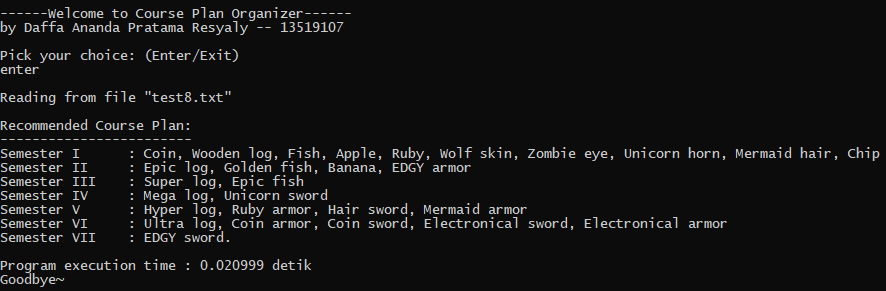 ------Welcome to Course Plan Organizer------
by Daffa Ananda Pratama Resyaly -- 13519107
Pick your choice: (Enter/Exit)
enter
Reading from file "test8.txt"
Recommended Course Plan:
------------------------
Semester I      : Coin, Wooden log, Fish, Apple, Ruby, Wolf skin, Zombie eye, Unicorn horn, Mermaid hair, Chip
Semester II     : Epic log, Golden fish, Banana, EDGY armor
Semester III    : Super log, Epic fish
Semester IV     : Mega log, Unicorn sword
Semester V      : Hyper log, Ruby armor, Hair sword, Mermaid armor
Semester VI     : Ultra log, Coin armor, Coin sword, Electronical sword, Electronical armor
Semester VII    : EDGY sword.
Program execution time : 0.020999 detik
Goodbye~